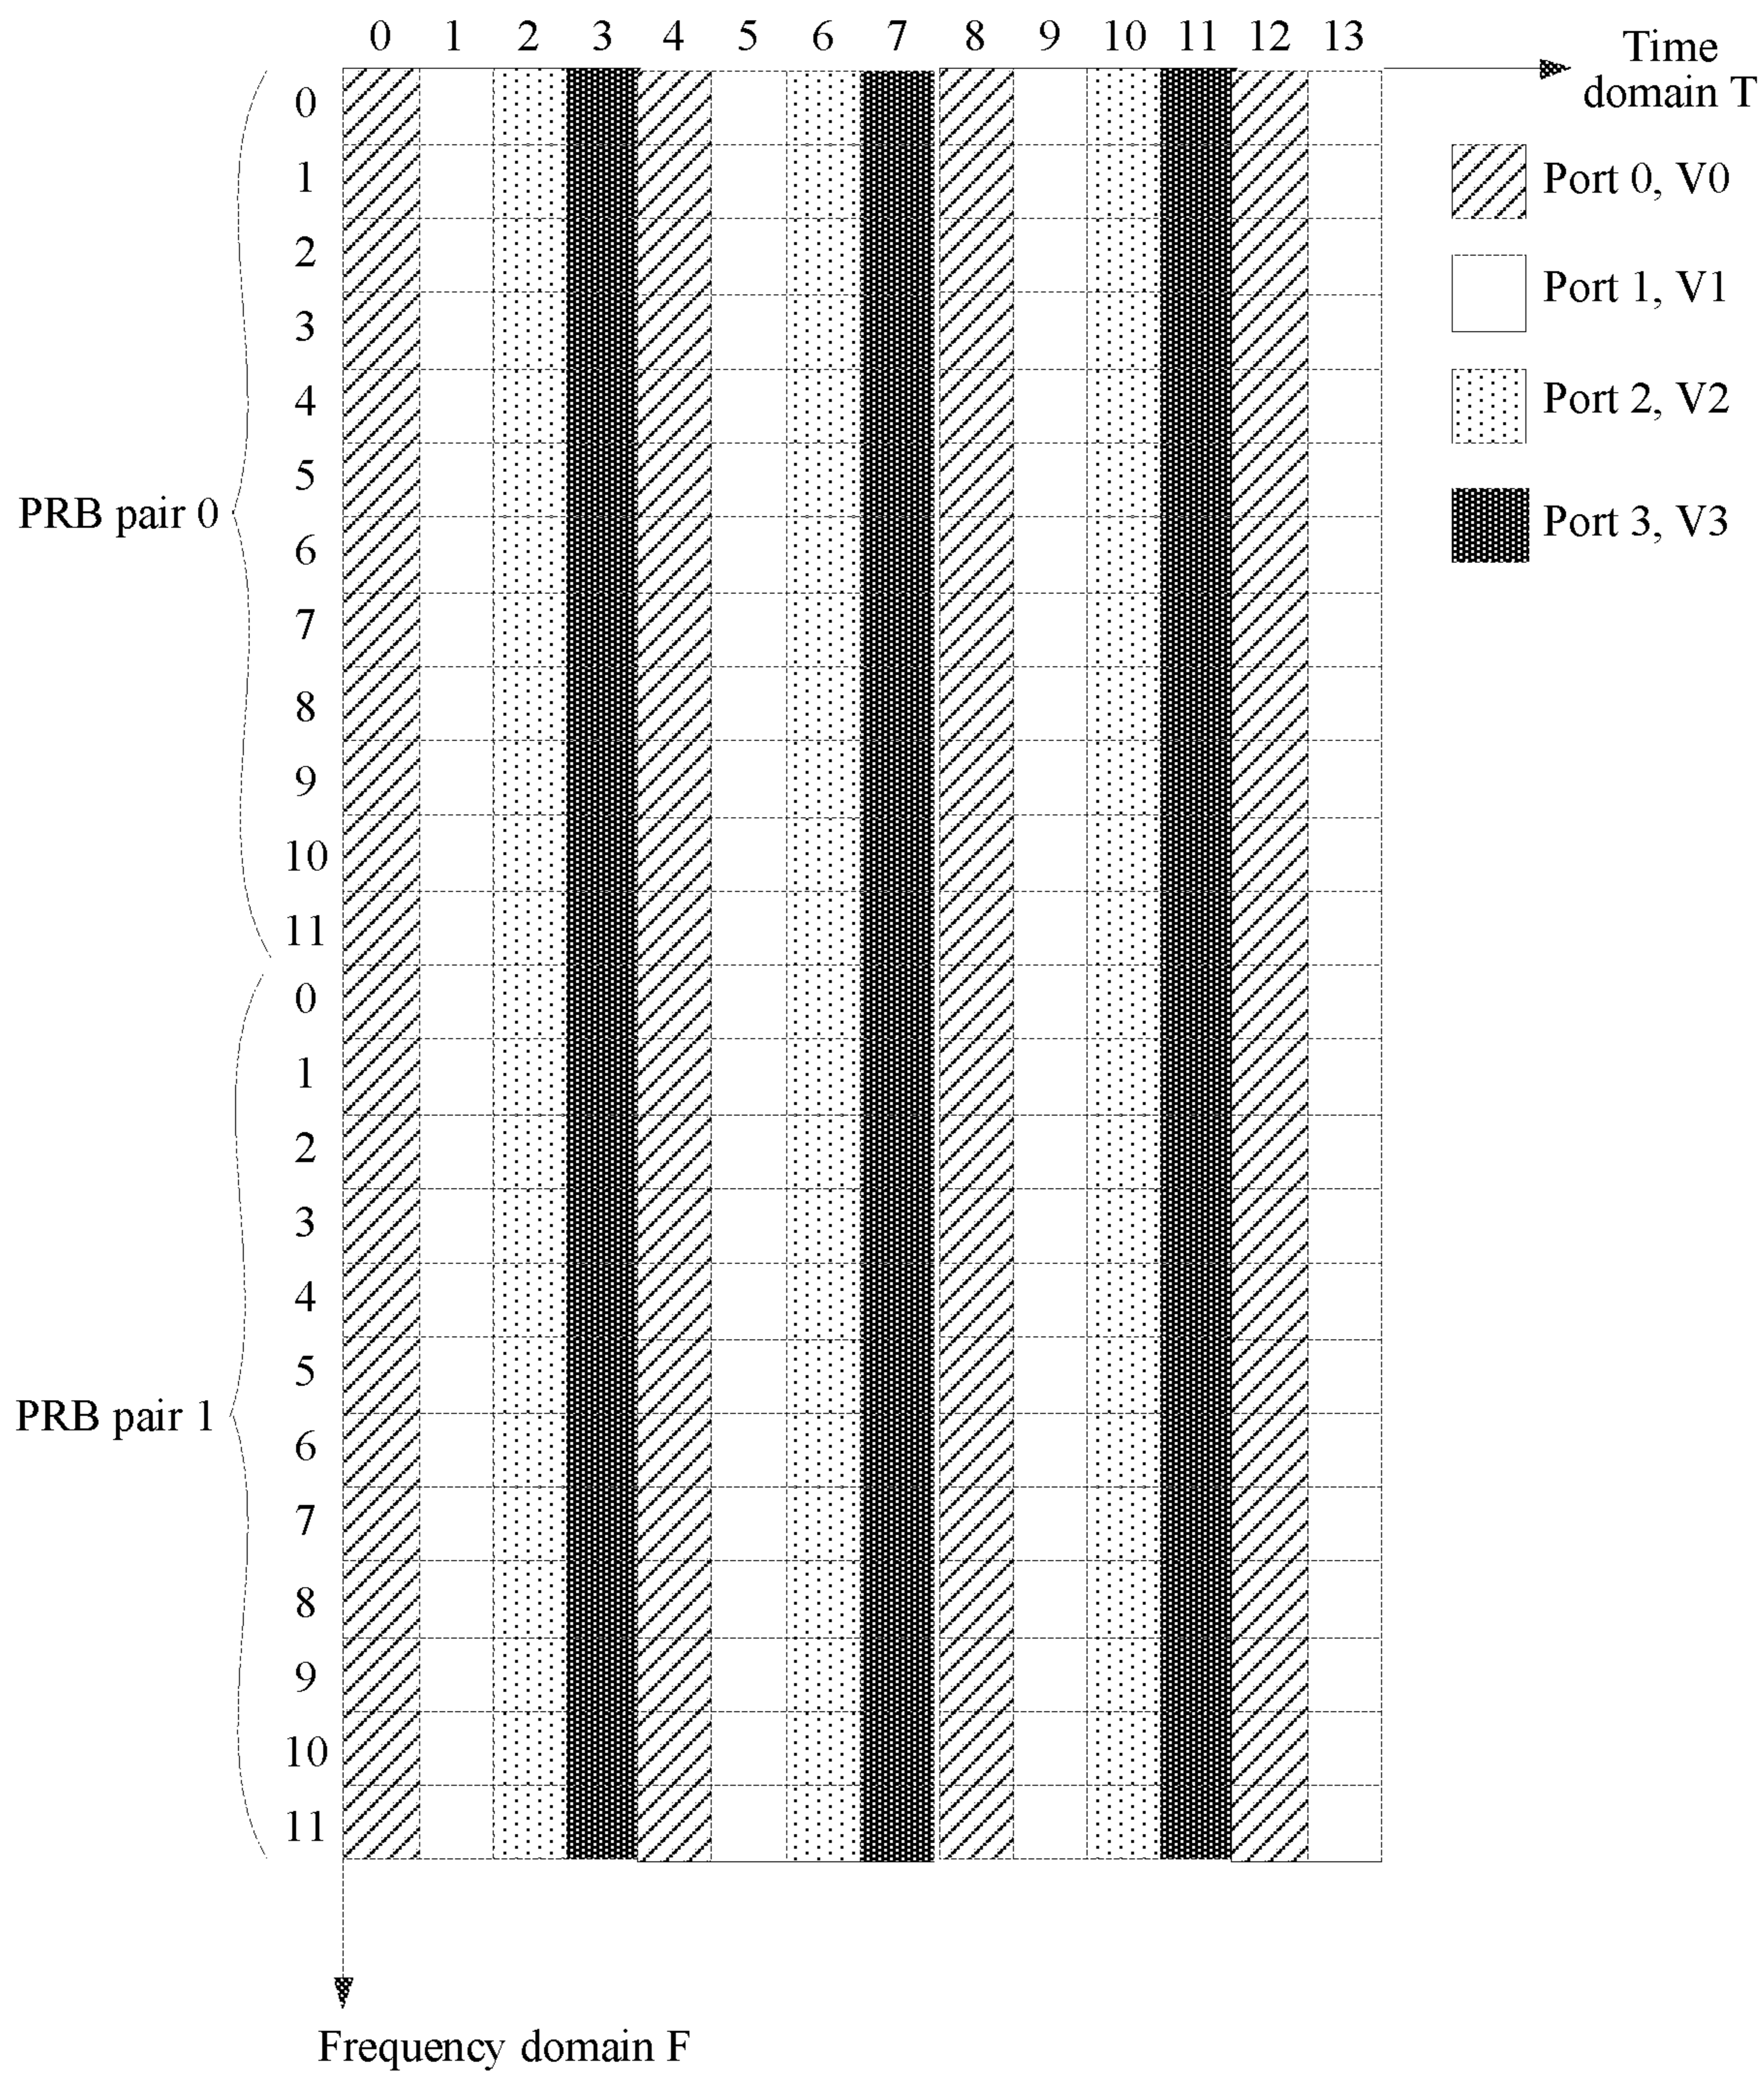 0 1 2 3 4 5 6 7 8 9 10 11 12 13
Time
domain T
0
1
2
3
4
5
6
7
8
9
10
11
PRB pair 0
0
1
2
3
4
5
6
7
8
9
10
11
PRB pair 1
Port 0, V0
Port 1, V1
Port 2, V2
Port 3, V3
Frequency domain F